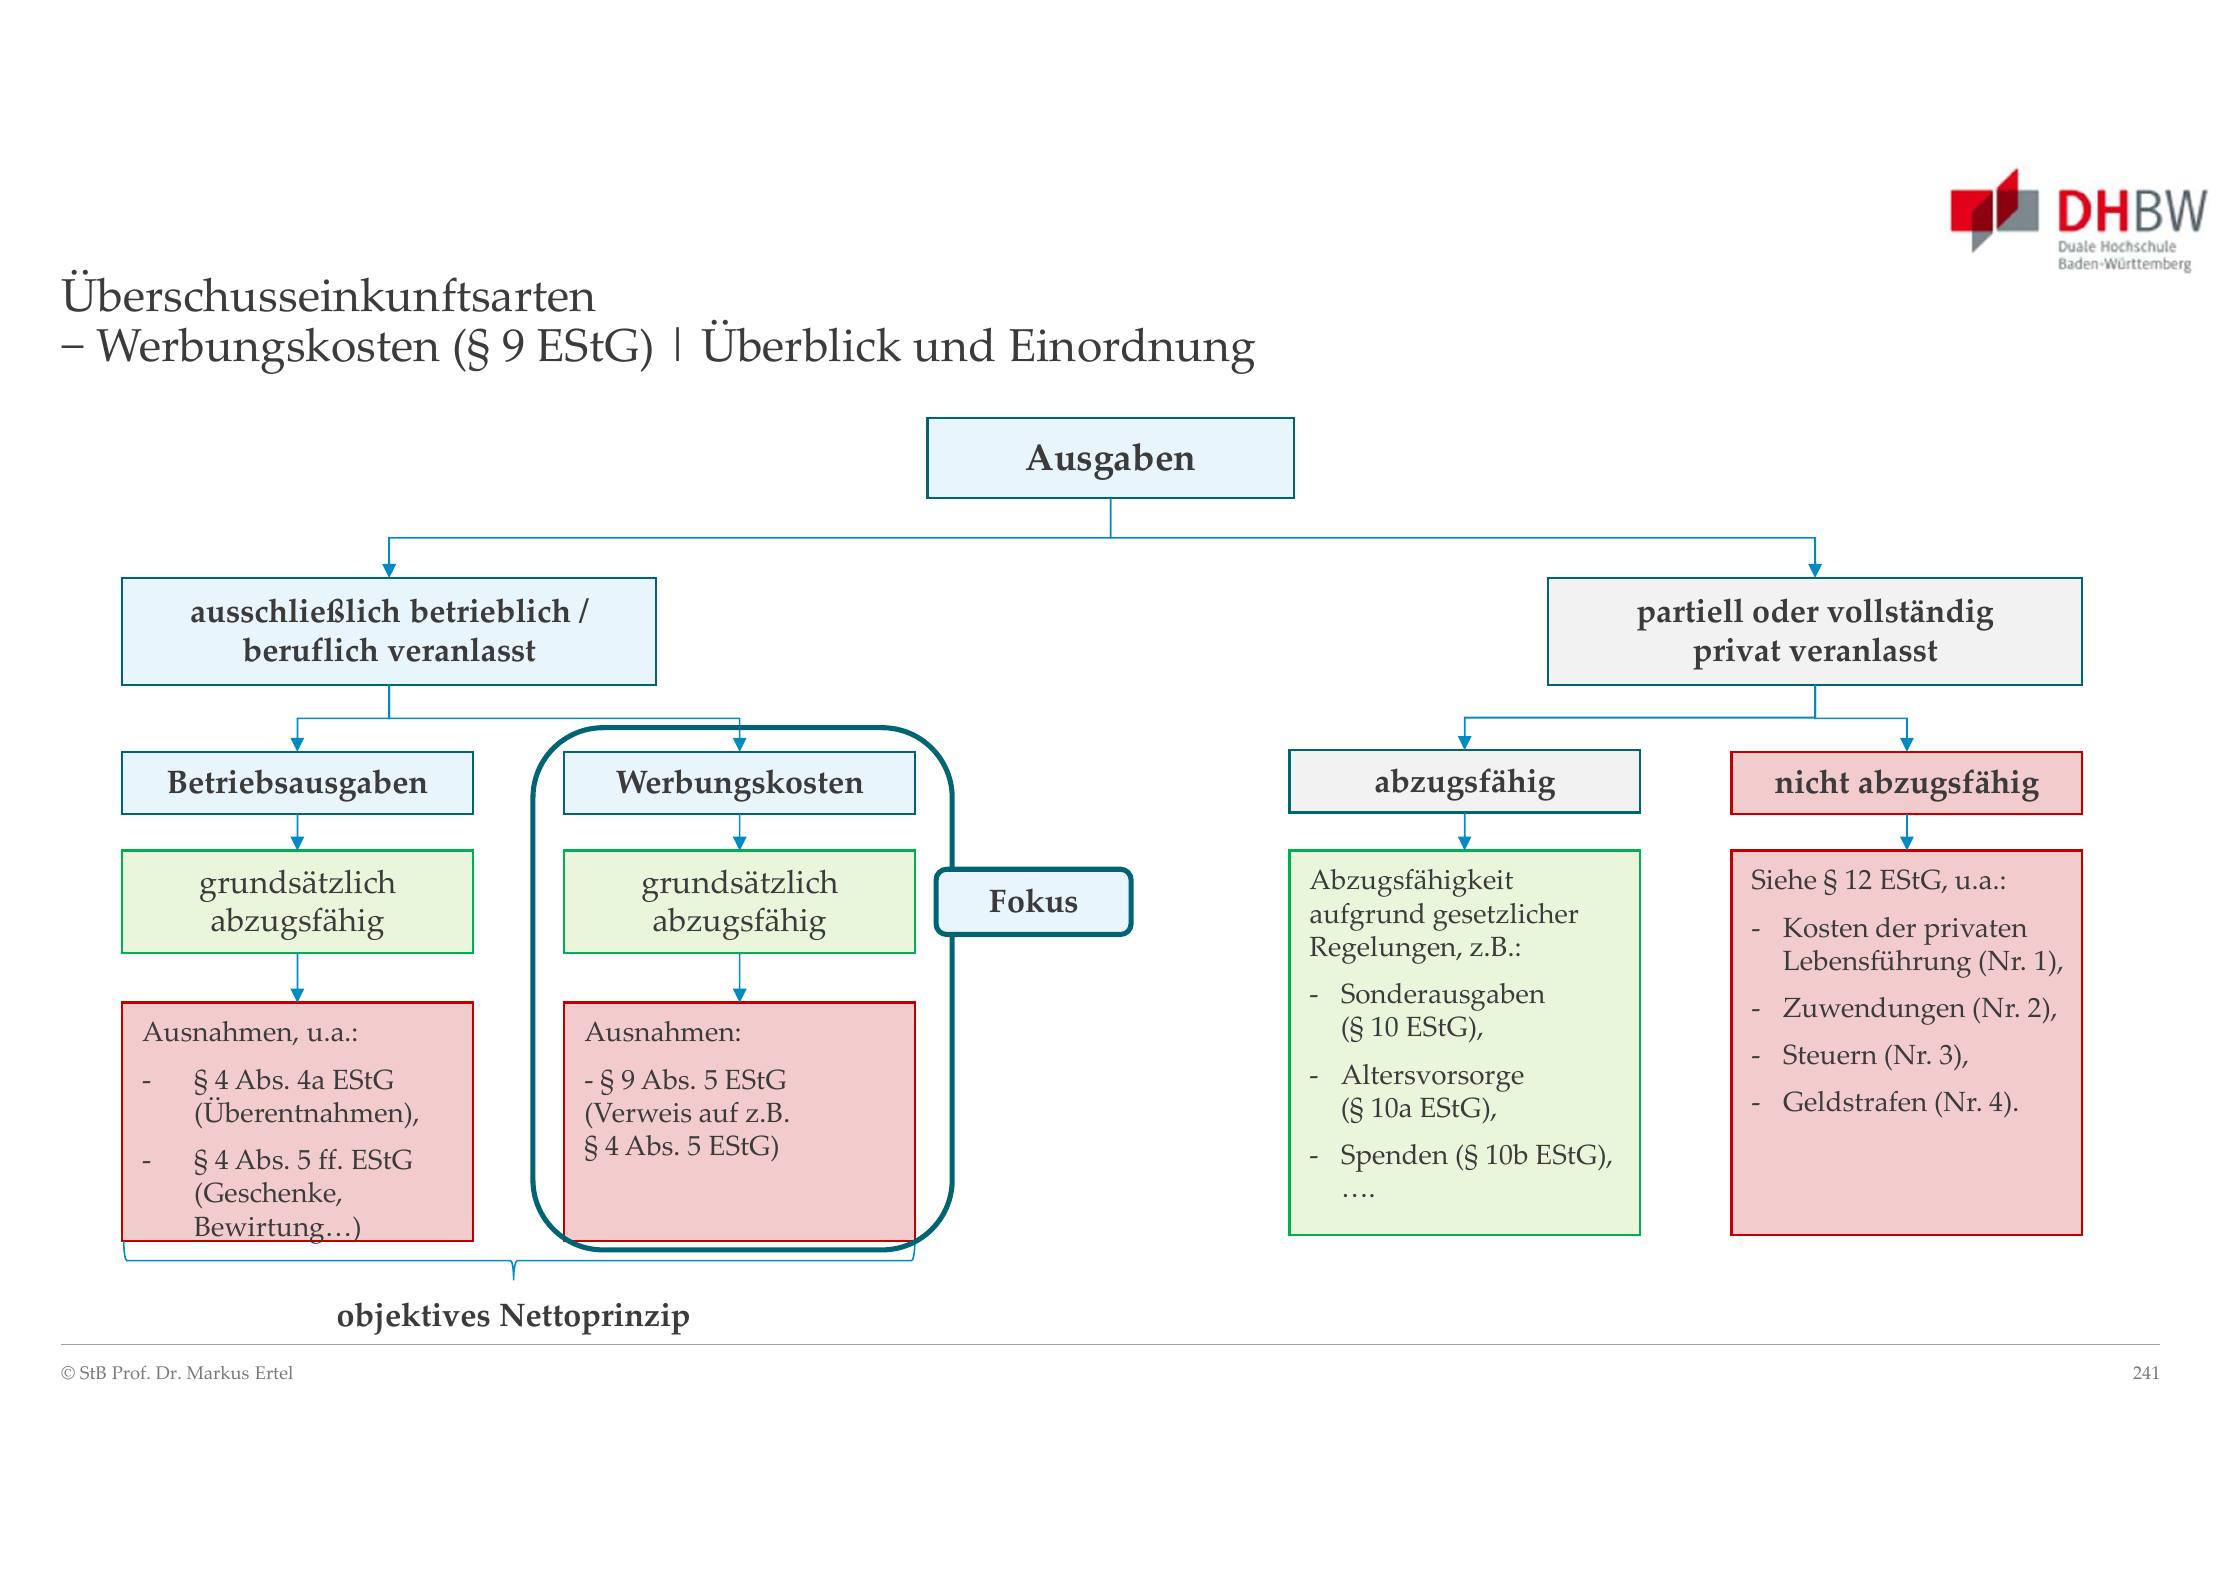 DHBW
Duale Hochschule
Baden-Württemberg
Überschusseinkunftsarten
– Werbungskosten (§ 9 EStG) | Überblick und Einordnung
Ausgaben
ausschließlich betrieblich /
beruflich veranlasst
partiell oder vollständig
privat veranlasst
Betriebsausgaben
Werbungskosten
abzugsfähig
nicht abzugsfähig
grundsätzlich
abzugsfähig
grundsätzlich
abzugsfähig
Fokus
Ausnahmen, u.a.:
- § 4 Abs. 4a EStG
(Überentnahmen),
- § 4 Abs. 5 ff. EStG
(Geschenke,
Bewirtung…)
Ausnahmen:
- § 9 Abs. 5 EStG
(Verweis auf z.B.
§ 4 Abs. 5 EStG)
Abzugsfähigkeit
aufgrund gesetzlicher
Regelungen, z.B.:
- Sonderausgaben
(§ 10 EStG),
- Altersvorsorge
(§ 10a EStG),
- Spenden (§ 10b EStG),
….
Siehe § 12 EStG, u.a.:
- Kosten der privaten
Lebensführung (Nr. 1),
- Zuwendungen (Nr. 2),
- Steuern (Nr. 3),
- Geldstrafen (Nr. 4).
objektives Nettoprinzip
© StB Prof. Dr. Markus Ertel
241